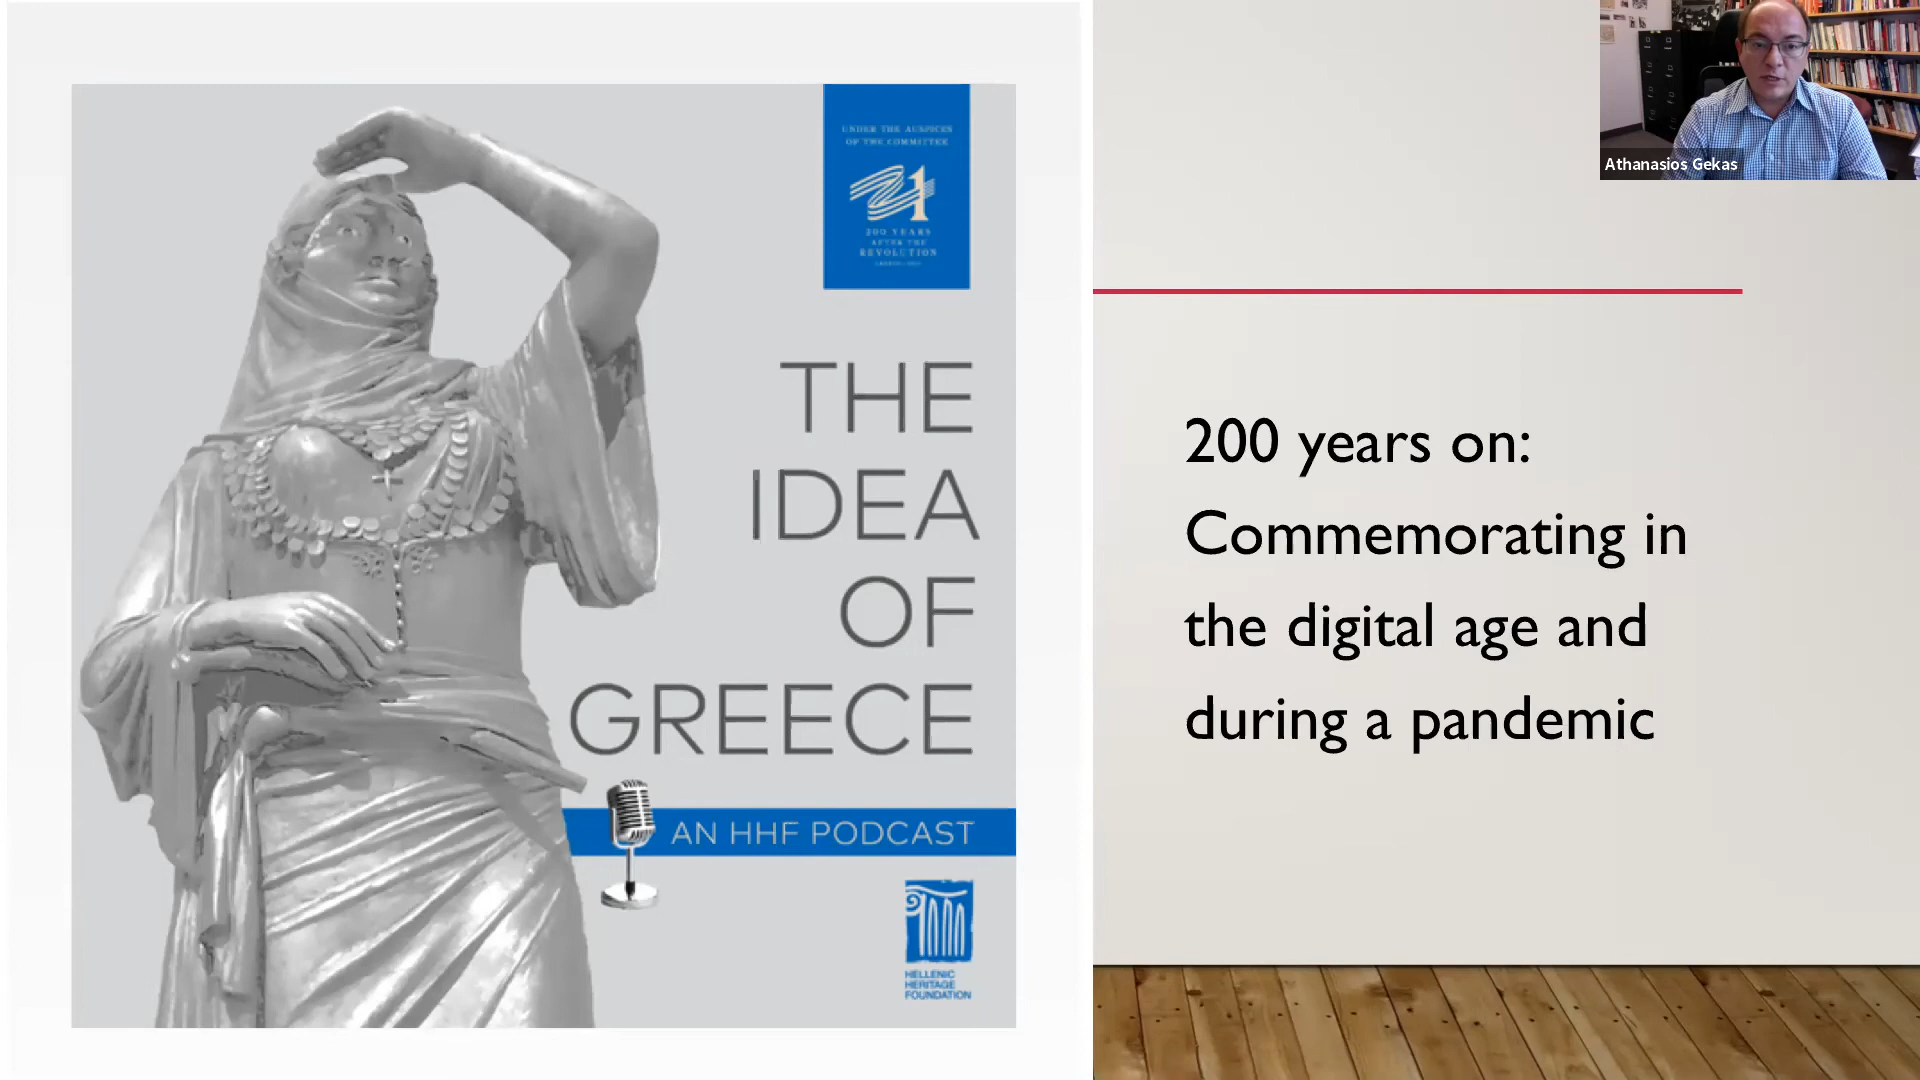 UNDER THE AUSPICES
OF THE COMMITTEE
21
200 YEARS
AFTER THE
REVOLUTION
THE
IDEA
OF
GREECE
AN HHF PODCAST
HELLENIC
HERITAGE
FOUNDATION
200 years on:
Commemorating in
the digital age and
during a pandemic
Athanasios Gekas